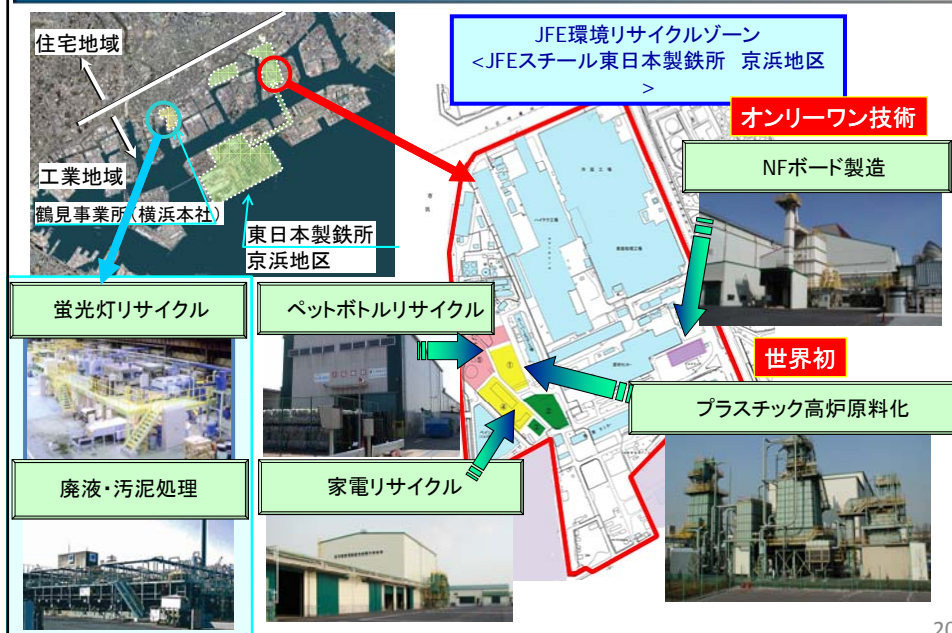 住宅地域
工業地域
鶴見事業所(横浜本社)
東日本製鉄所
京浜地区
JFE環境リサイクルゾーン
<JFEスチール東日本製鉄所 京浜地区
>
オンリーワン技術
NFボード製造
蛍光灯リサイクル
ペットボトルリサイクル
世界初
プラスチック高炉原料化
廃液・汚泥処理
家電リサイクル
①
④
20